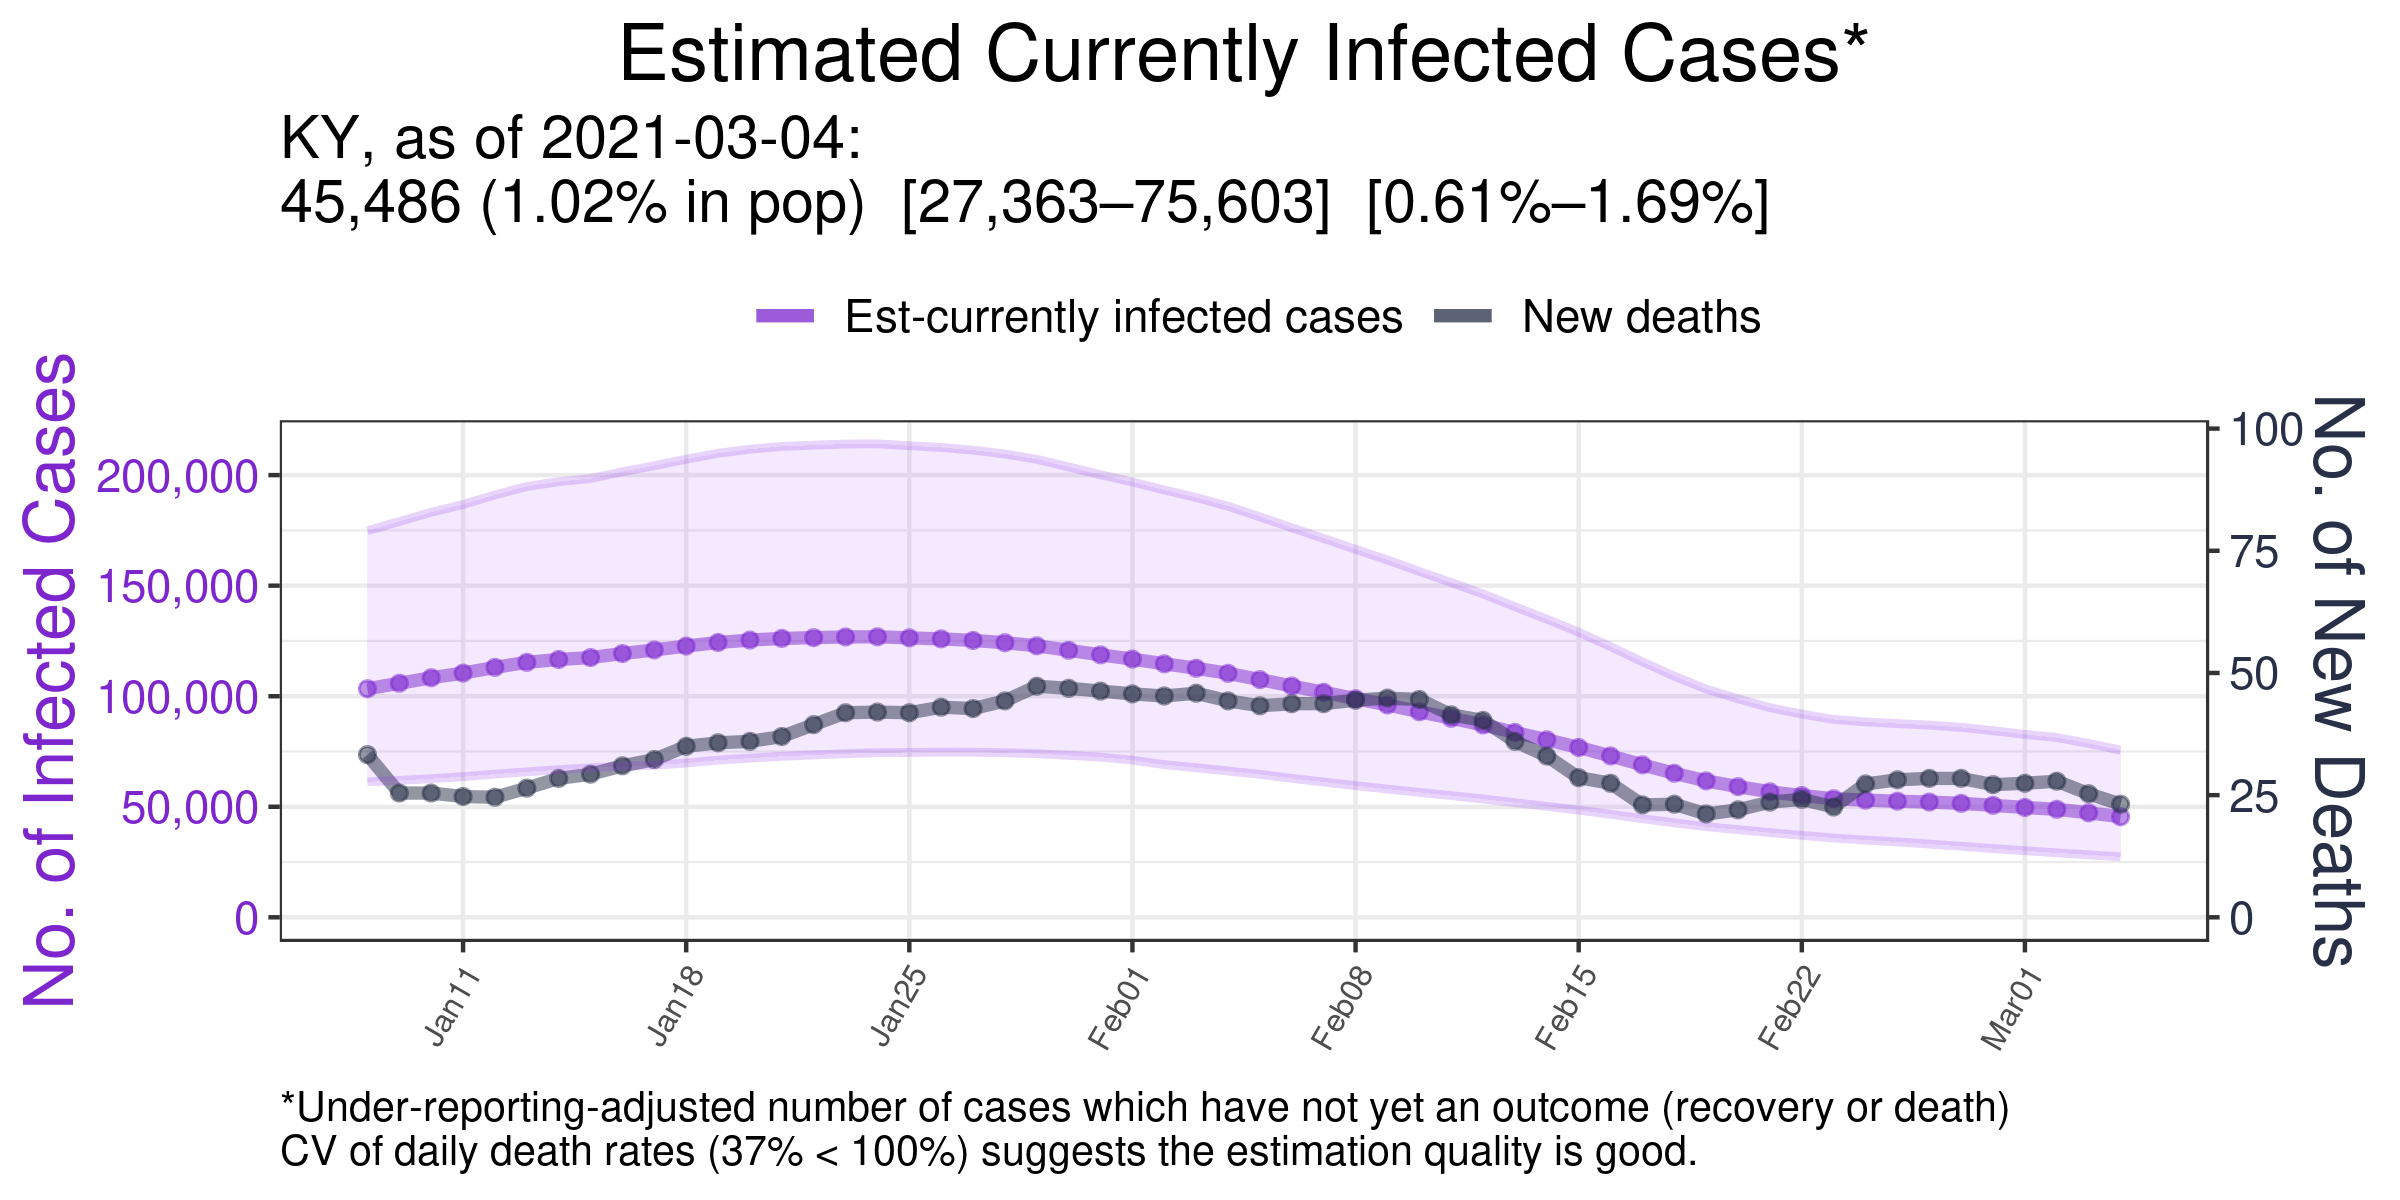 Estimated Currently Infected Cases*
KY, as of 2021-03-04:
45,486 (1.02% in pop)  [27,363–75,603]  [0.61%–1.69%]
Est-currently infected cases
New deaths
No. of Infected Cases
200,000
150,000
100,000
50,000
0
100
75
50
25
0
No. of New Deaths
Jan11
Jan18
Jan25
Feb01
Feb08
Feb15
Feb22
Mar01
*Under-reporting-adjusted number of cases which have not yet an outcome (recovery or death)
CV of daily death rates (37% < 100%) suggests the estimation quality is good.